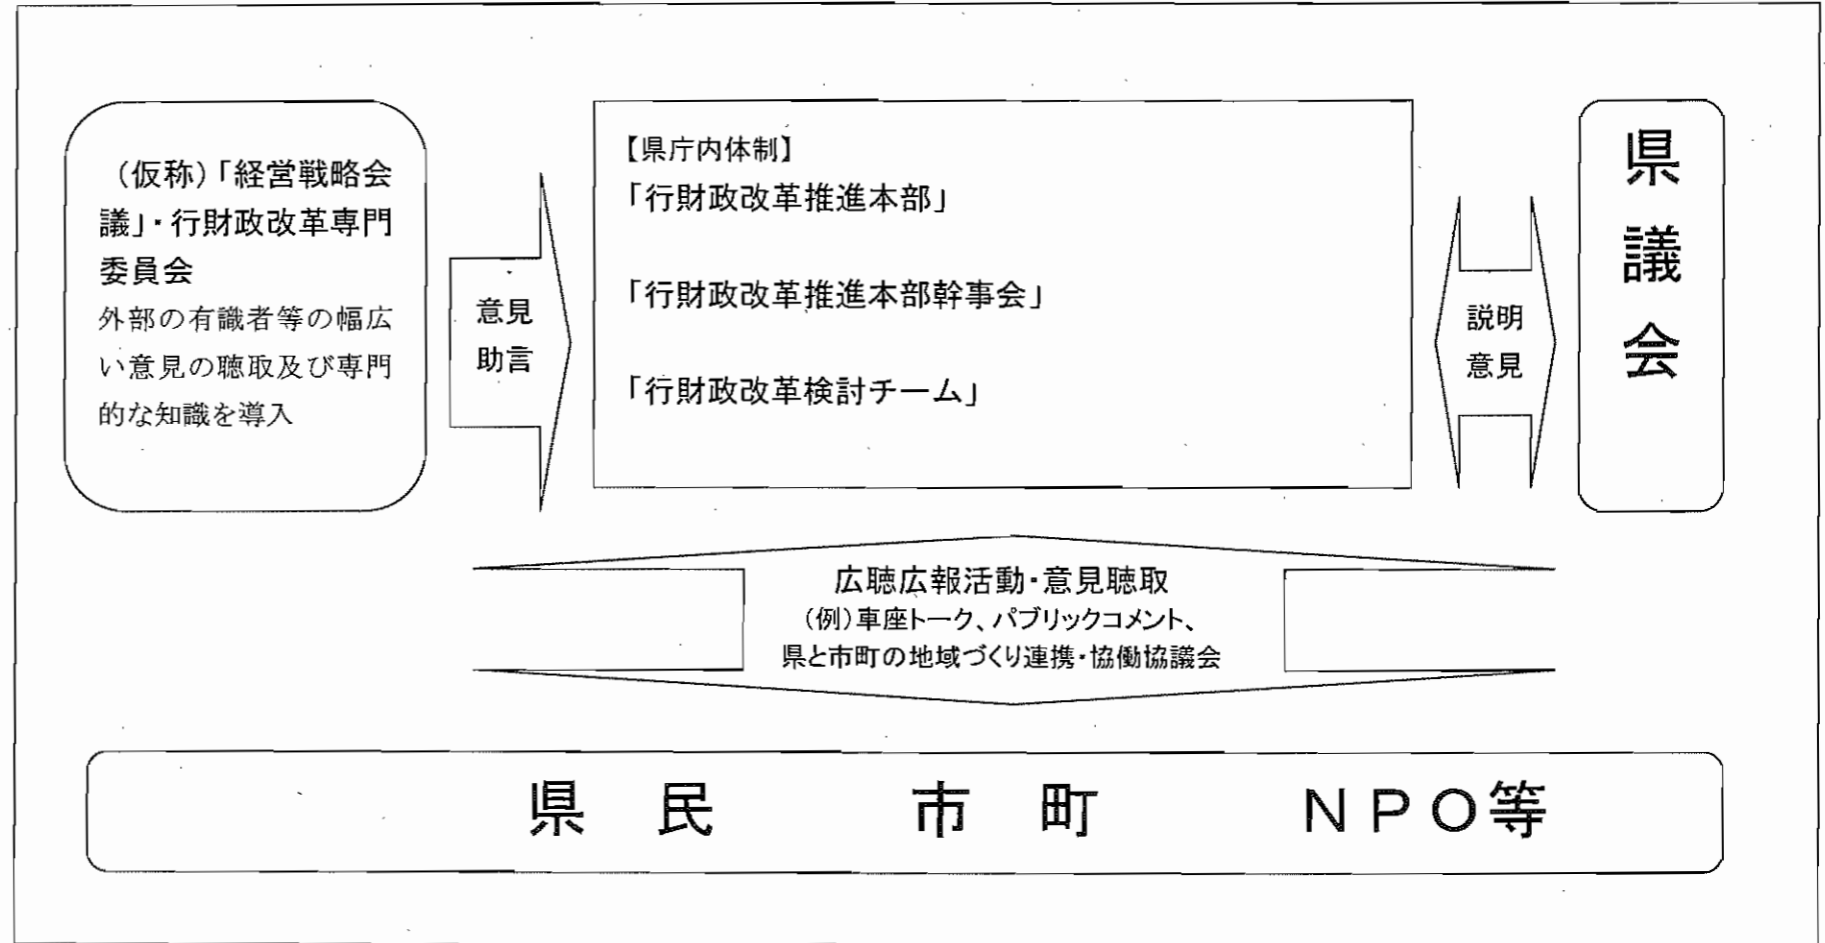 （仮称）「経営戦略会
議」・行財政改革専門
委員会
外部の有識者等の幅広
い意見の聴取及び専門
的な知識を導入
意見
助言
【県庁内体制】
「行財政改革推進本部」
「行財政改革推進本部幹事会」
「行財政改革検討チーム」
説明
意見
県議会
広聴広報活動・意見聴取
（例）車座トーク、パブリックコメント、
県と市町の地域づくり連携・協働協議会
県 民 市 町 ＮＰＯ等